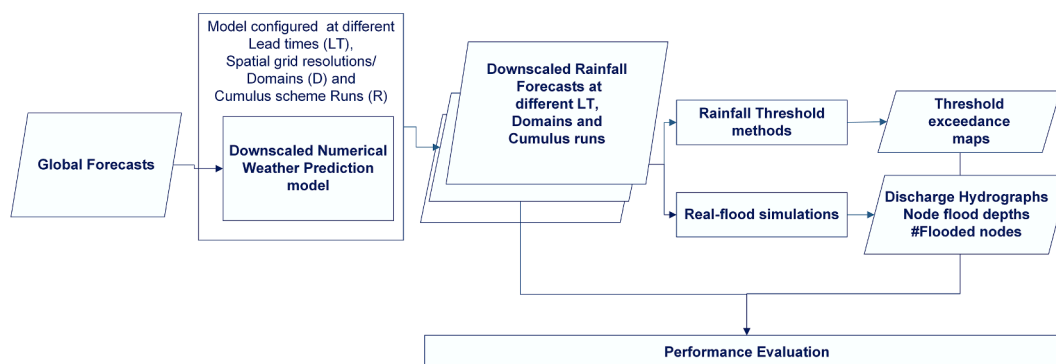 Model configured at different
Lead times (LT),
Spatial grid resolutions/
Domains (D) and
Cumulus scheme Runs (R)
Global Forecasts
Downscaled Numerical
Weather Prediction
model
Downscaled Rainfall
Forecasts at
different LT,
Domains and
Cumulus runs
Rainfall Threshold
methods
Threshold
exceedance
maps
Real-flood simulations
Discharge Hydrographs
Node flood depths
#Flooded nodes
Performance Evaluation